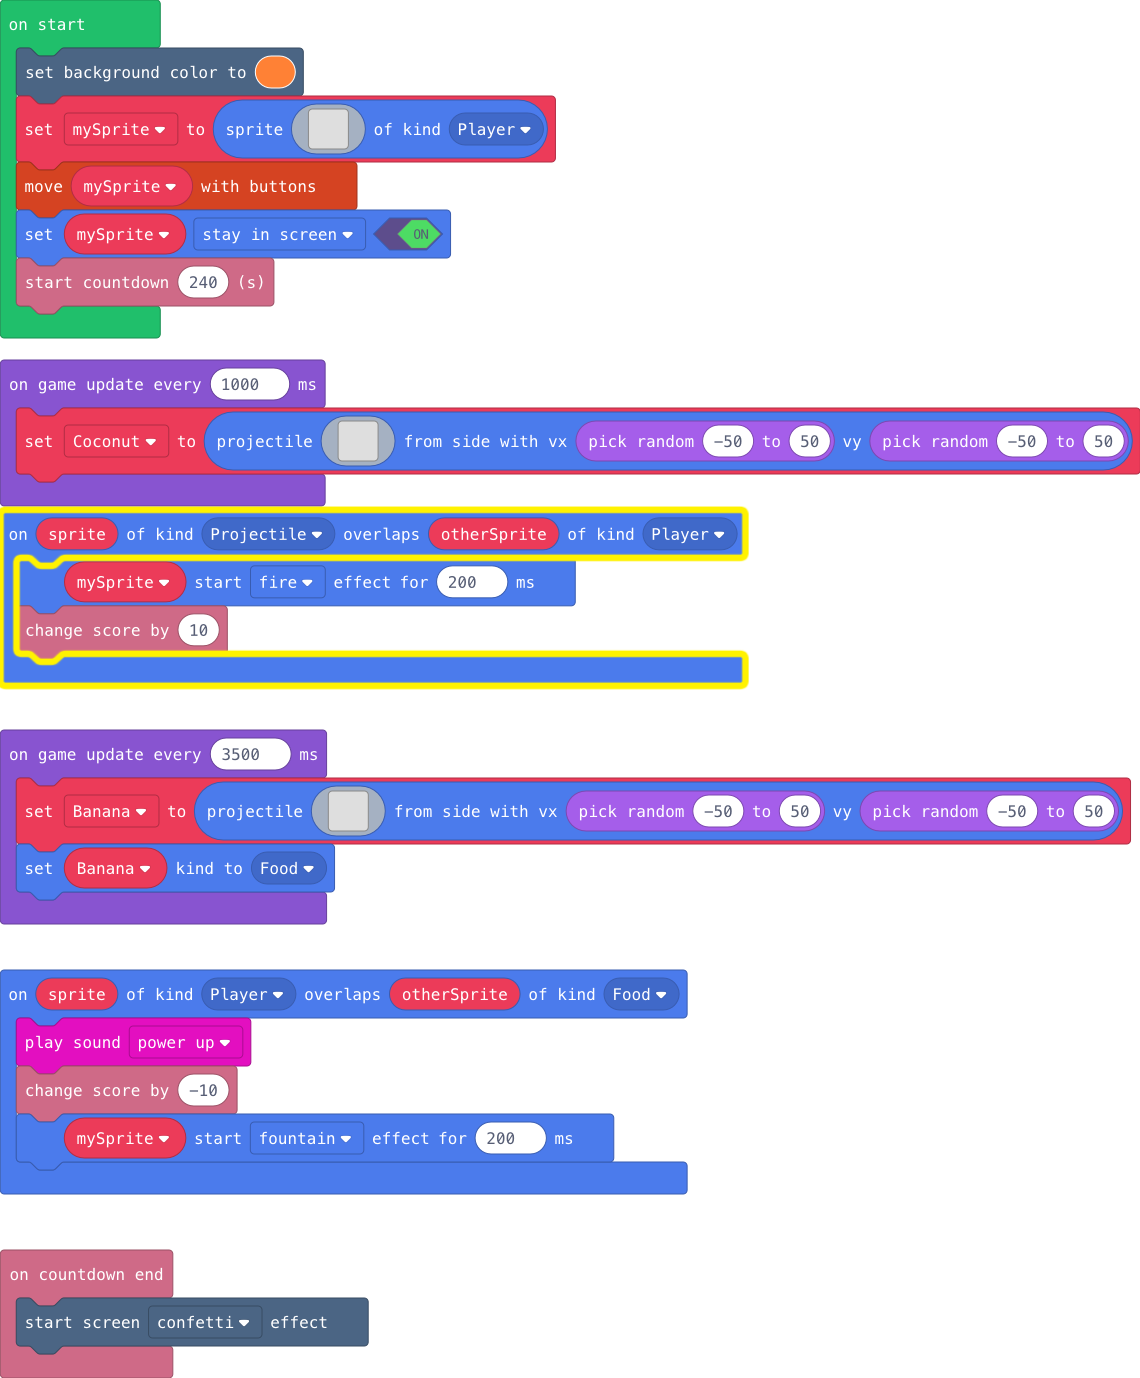 on start
set background color to
set mySprite to sprite of kind Player
move mySprite with buttons
set mySprite stay in screen ON
start countdown 240 (s)
on game update every 1000 ms
set Coconut to projectile from side with vx pick random -50 to 50 vy pick random -50 to 50
on sprite of kind Projectile overlaps otherSprite of kind Player
mySprite start fire effect for 200 ms
change score by 10
on game update every 3500 ms
set Banana to projectile from side with vx pick random -50 to 50 vy pick random -50 to 50
set Banana kind to Food
on sprite of kind Player overlaps otherSprite of kind Food
play sound power up
change score by -10
mySprite start fountain effect for 200 ms
on countdown end
start screen confetti effect